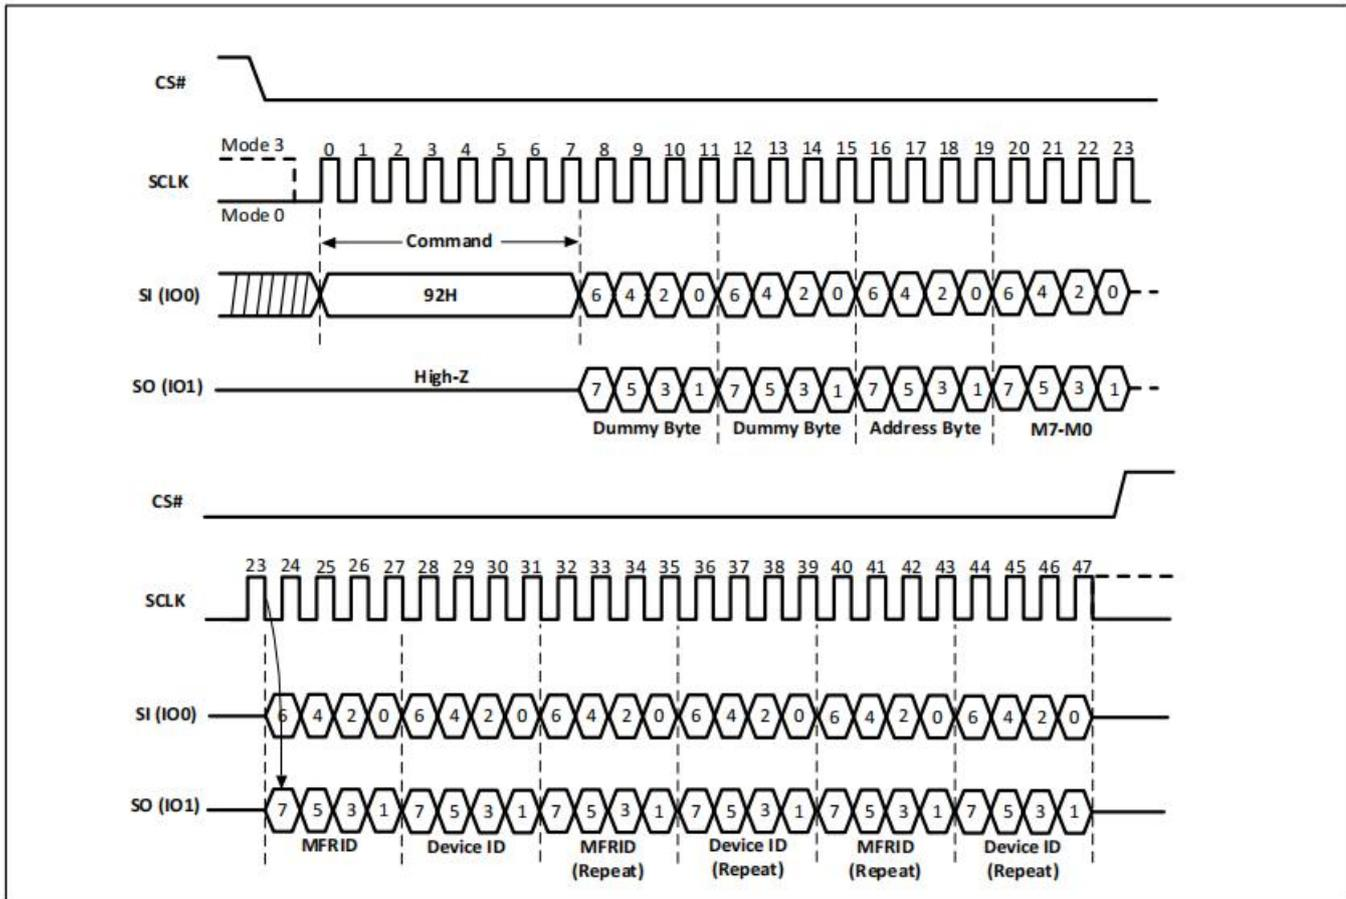 CS#
Mode 3
0 1 2 3 4 5 6 7 8 9 10 11 12 13 14 15 16 17 18 19 20 21 22 23
SCLK
Mode 0
Command
SI (IO0)
92H
6 4 2 0 6 4 2 0 6 4 2 0 6 4 2 0
High-Z
SO (IO1)
7 5 3 1 7 5 3 1 7 5 3 1 7 5 3 1
Dummy Byte Dummy Byte Address Byte M7-M0
CS#
23 24 25 26 27 28 29 30 31 32 33 34 35 36 37 38 39 40 41 42 43 44 45 46 47
SCLK
SI (IO0)
6 4 2 0 6 4 2 0 6 4 2 0 6 4 2 0 6 4 2 0 6 4 2 0
SO (IO1)
7 5 3 1 7 5 3 1 7 5 3 1 7 5 3 1 7 5 3 1 7 5 3 1
MFRID Device ID MFRID Device ID MFRID Device ID
(Repeat) (Repeat) (Repeat) (Repeat)